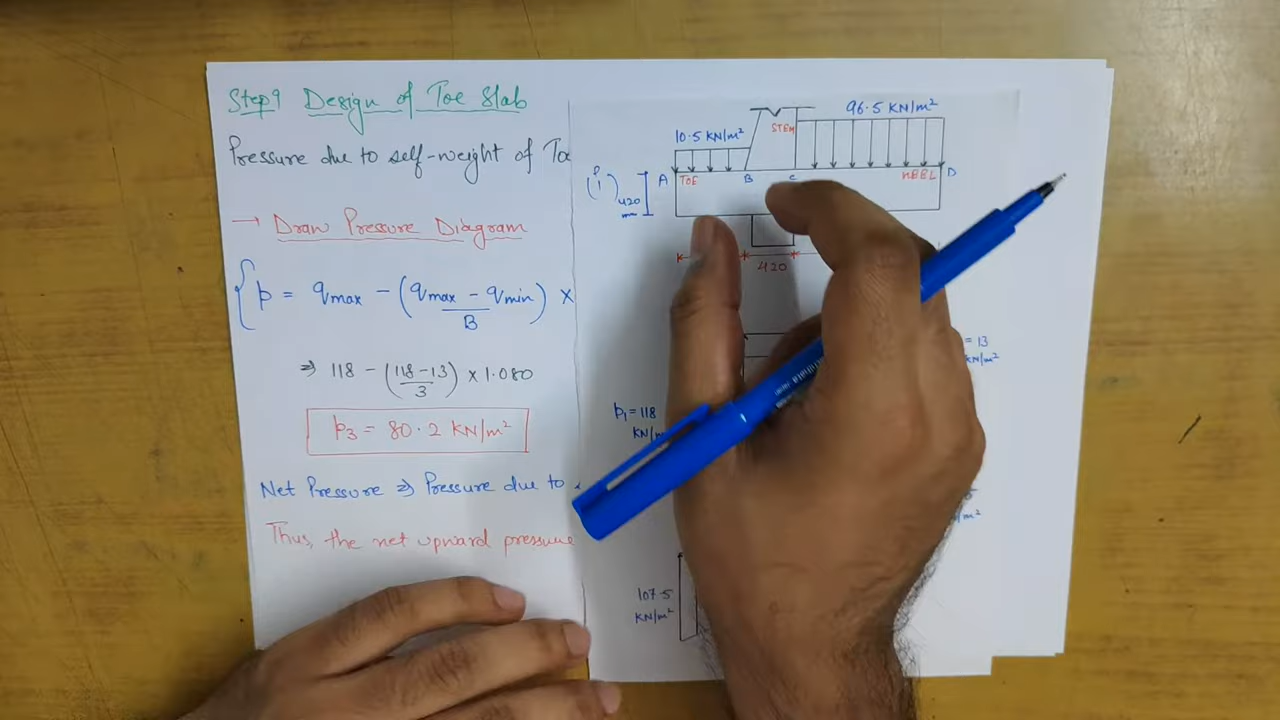 Step9 Design of Toe Slab
Pressure due to self-weight of To
→ Draw Pressure Diagram
p = qmax - (qmax - qmin / B) ×
⇒ 118 - (118-13 / 3) × 1.080
p3 = 80.2 KN/m²
Net Pressure ⇒ Pressure due to
Thus, the net upward pressure
96.5 KN/m²
10.5 KN/m²
STEM
A TOE B C HEEL D
(i) 420 mm
420
= 13 KN/m²
p1 = 118
KN/m
/m²
107.5
KN/m²